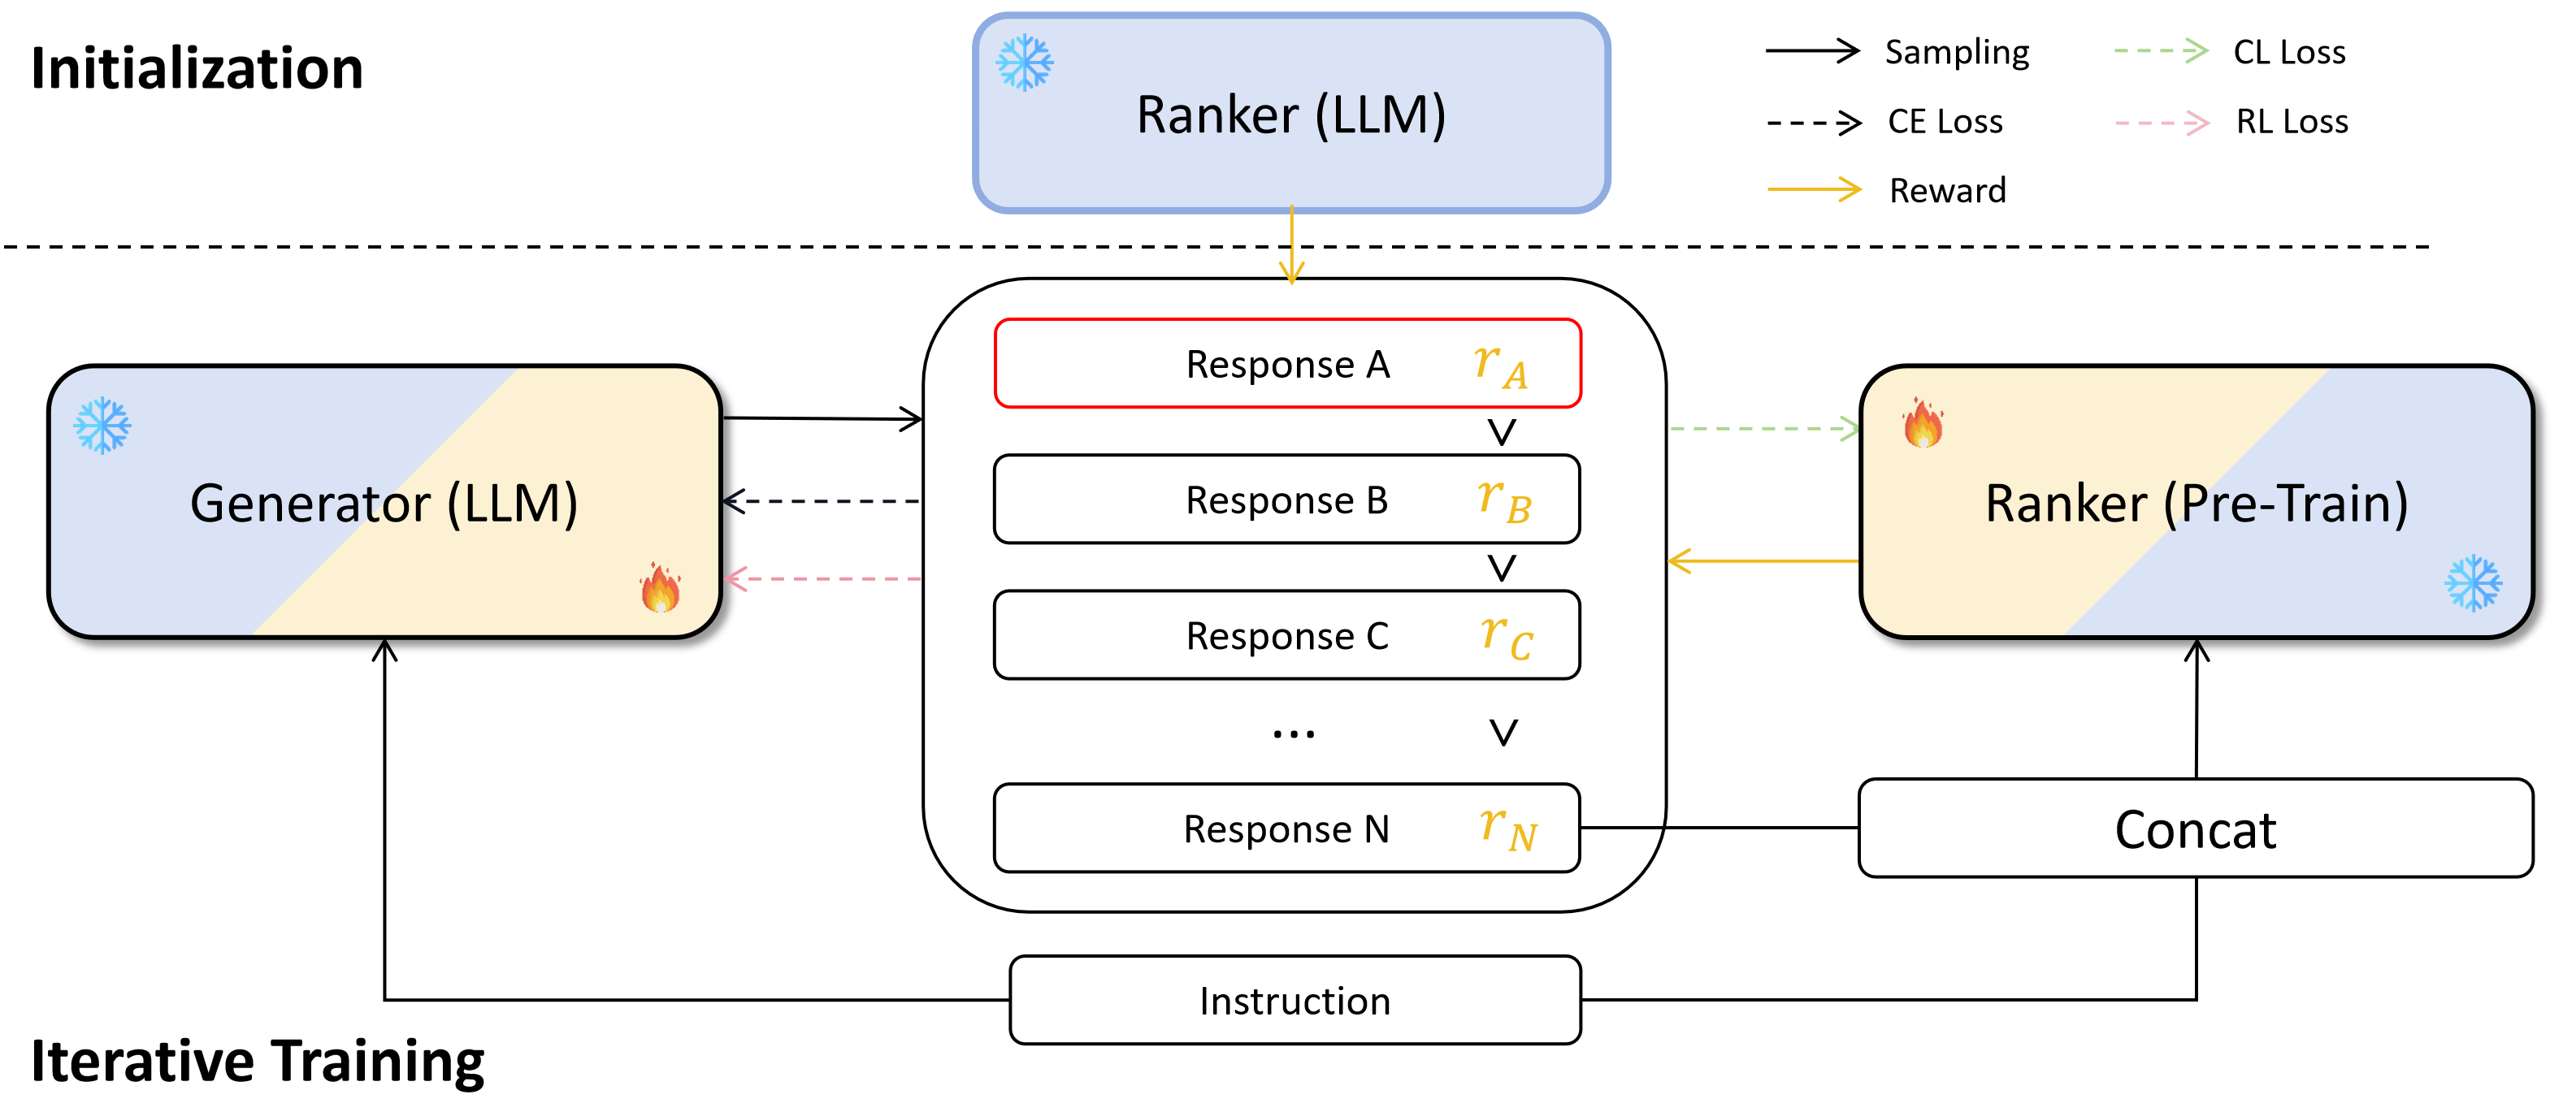 Initialization
Ranker (LLM)
Sampling
CL Loss
CE Loss
RL Loss
Reward
Response A r_A
>
Response B r_B
>
Response C r_C
... >
Response N r_N
Generator (LLM)
Ranker (Pre-Train)
Concat
Instruction
Iterative Training